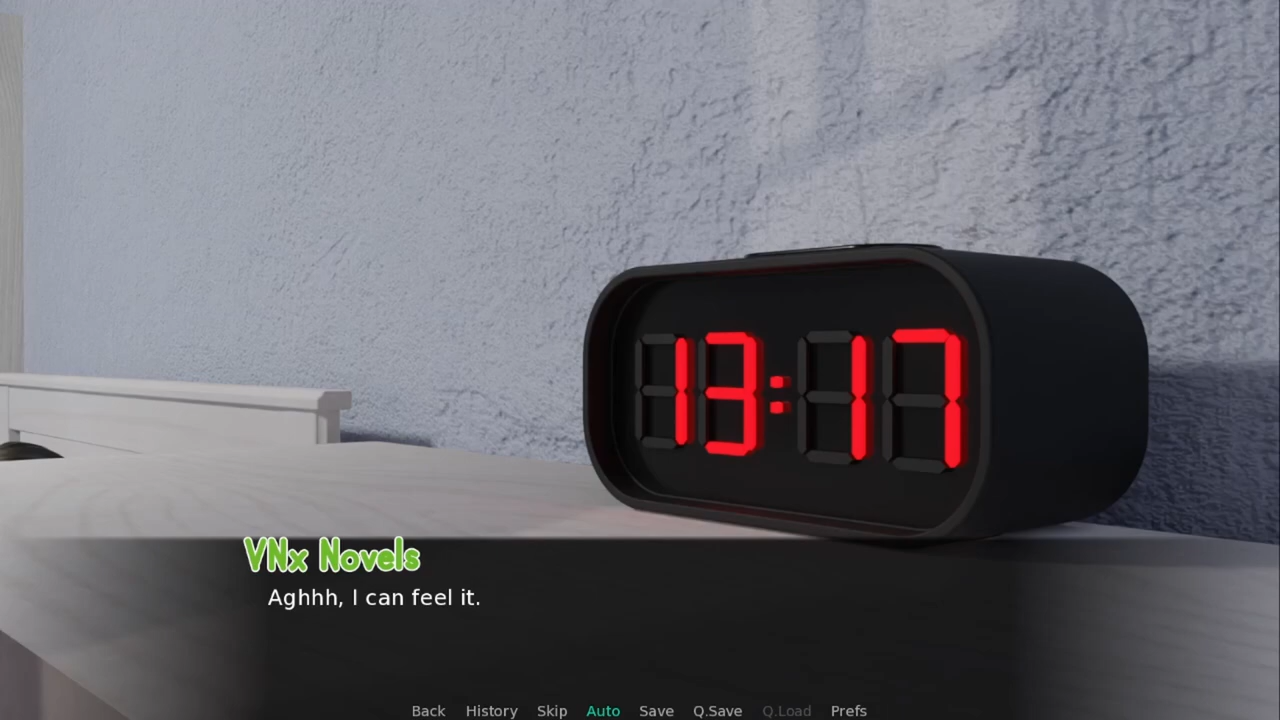 13:17
VNx Novels
Aghhh, I can feel it.
Back History Skip Auto Save Q.Save Q.Load Prefs